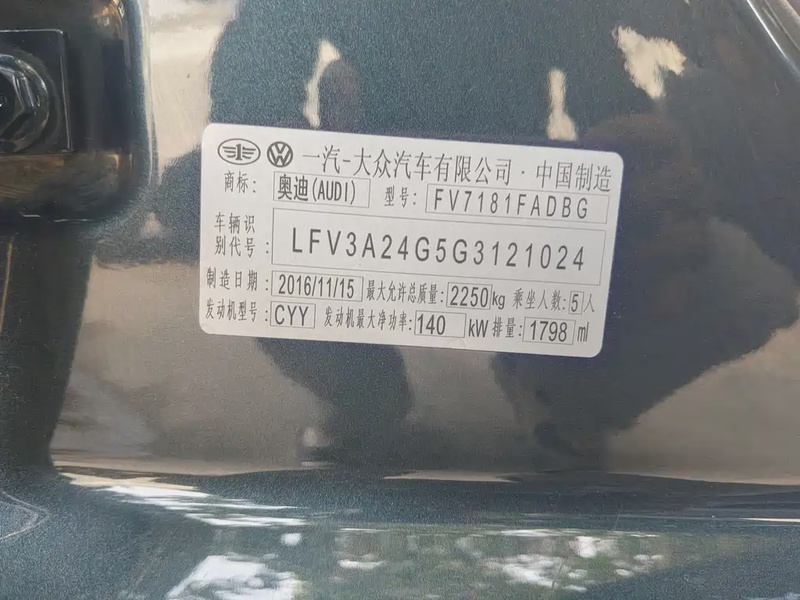 一汽-大众汽车有限公司·中国制造
商标: 奥迪(AUDI) 型号: FV7181FADBG
车辆识别代号: LFV3A24G5G3121024
制造日期: 2016/11/15 最大允许总质量: 2250kg 乘坐人数: 5人
发动机型号: CYY 发动机最大净功率: 140 kW 排量: 1798 ml